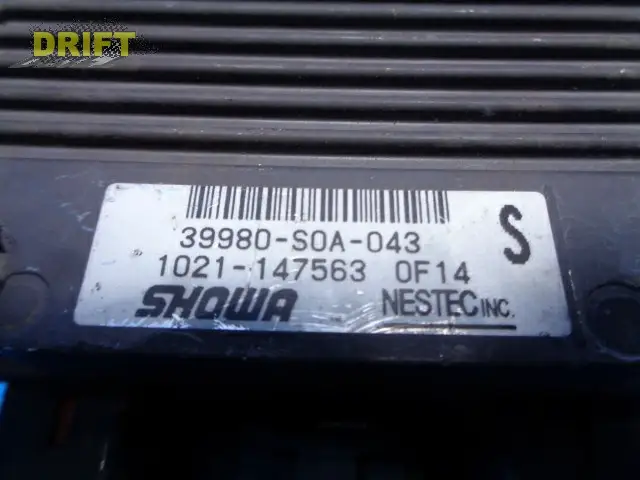 DRIFT
39980-S0A-043
S
1021-147563 0F14
SHOWA NESTEC INC.